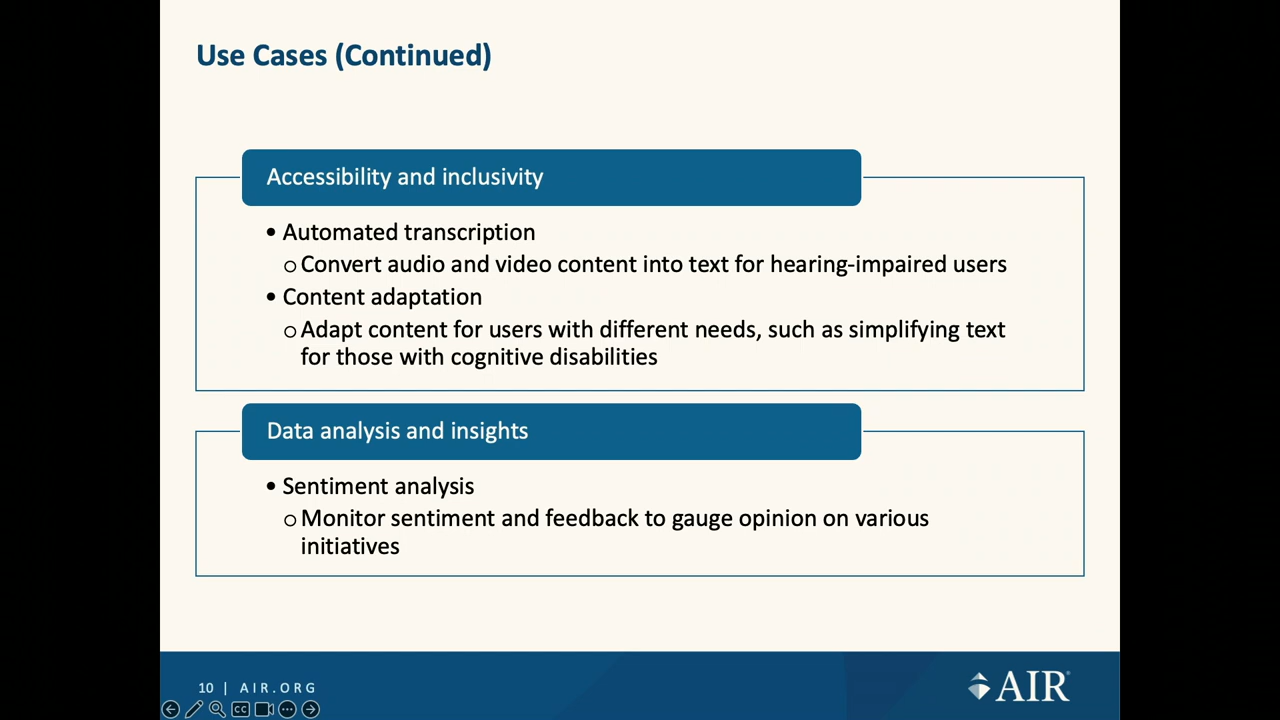 Use Cases (Continued)
Accessibility and inclusivity
• Automated transcription
o Convert audio and video content into text for hearing-impaired users
• Content adaptation
o Adapt content for users with different needs, such as simplifying text
for those with cognitive disabilities
Data analysis and insights
• Sentiment analysis
o Monitor sentiment and feedback to gauge opinion on various
initiatives
10 | AIR.ORG
AIR®
CC